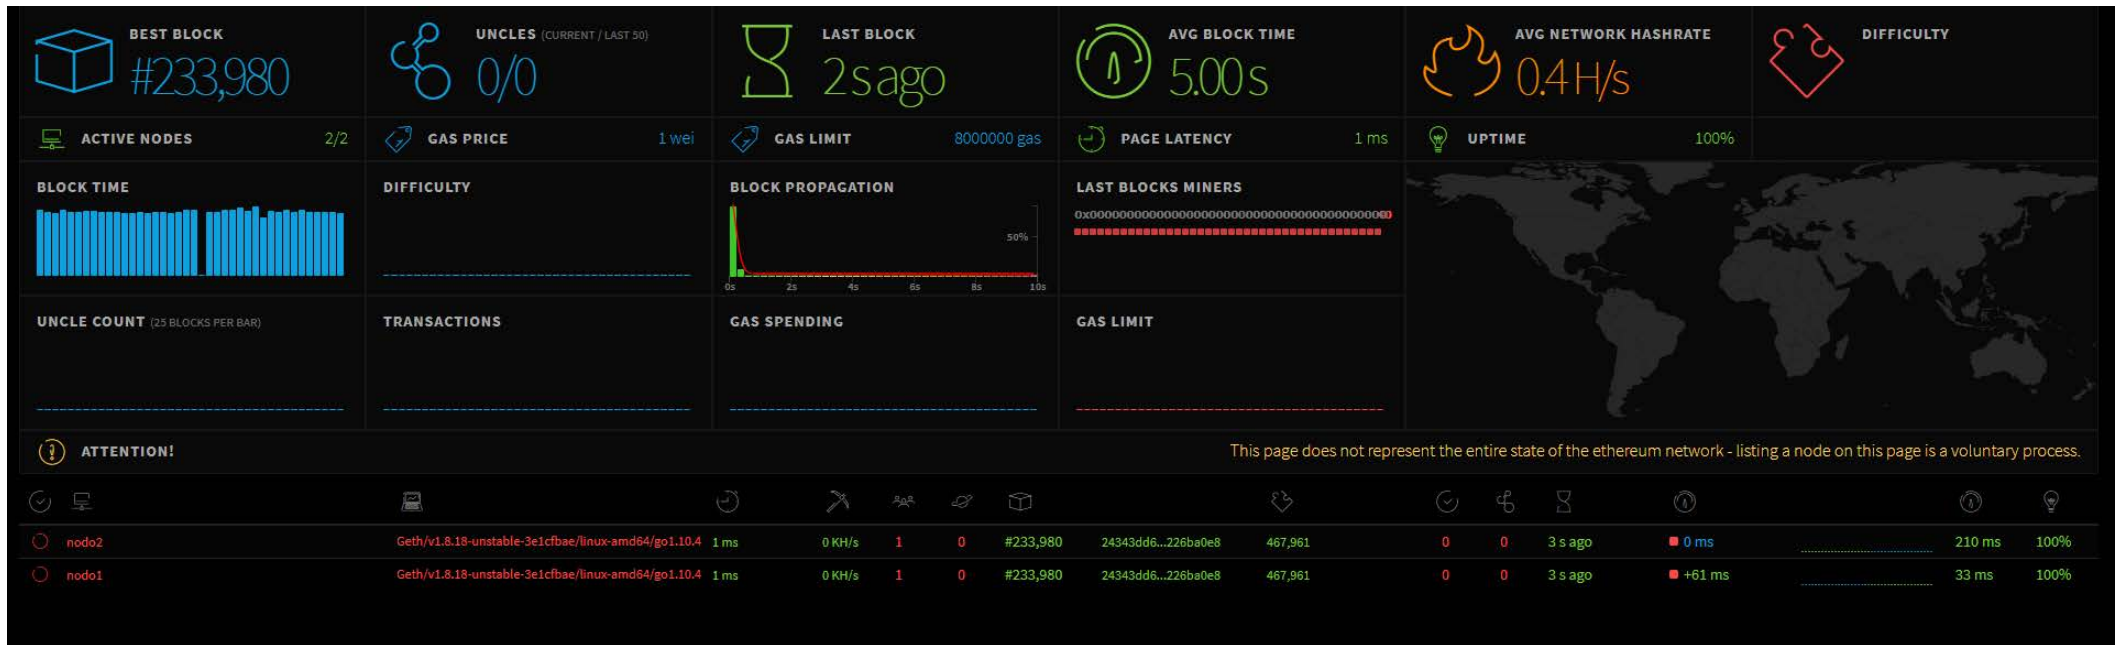 BEST BLOCK
#233,980
UNCLES (CURRENT / LAST 50)
0/0
LAST BLOCK
2 s ago
AVG BLOCK TIME
5.00 s
AVG NETWORK HASHRATE
0.4 H/s
DIFFICULTY
ACTIVE NODES 2/2
GAS PRICE 1 wei
GAS LIMIT 8000000 gas
PAGE LATENCY 1 ms
UPTIME 100%
BLOCK TIME
DIFFICULTY
BLOCK PROPAGATION
50%
0s 2s 4s 6s 8s 10s
LAST BLOCKS MINERS
UNCLE COUNT (25 BLOCKS PER BAR)
TRANSACTIONS
GAS SPENDING
GAS LIMIT
ATTENTION! This page does not represent the entire state of the ethereum network - listing a node on this page is a voluntary process.
nodo2 Geth/v1.8.18-unstable-3e1cfbae/linux-amd64/go1.10.4 1 ms 0 KH/s 1 0 #233,980 24343dd6...226ba0e8 467,961 0 0 3 s ago 0 ms 210 ms 100%
nodo1 Geth/v1.8.18-unstable-3e1cfbae/linux-amd64/go1.10.4 1 ms 0 KH/s 1 0 #233,980 24343dd6...226ba0e8 467,961 0 0 3 s ago +61 ms 33 ms 100%